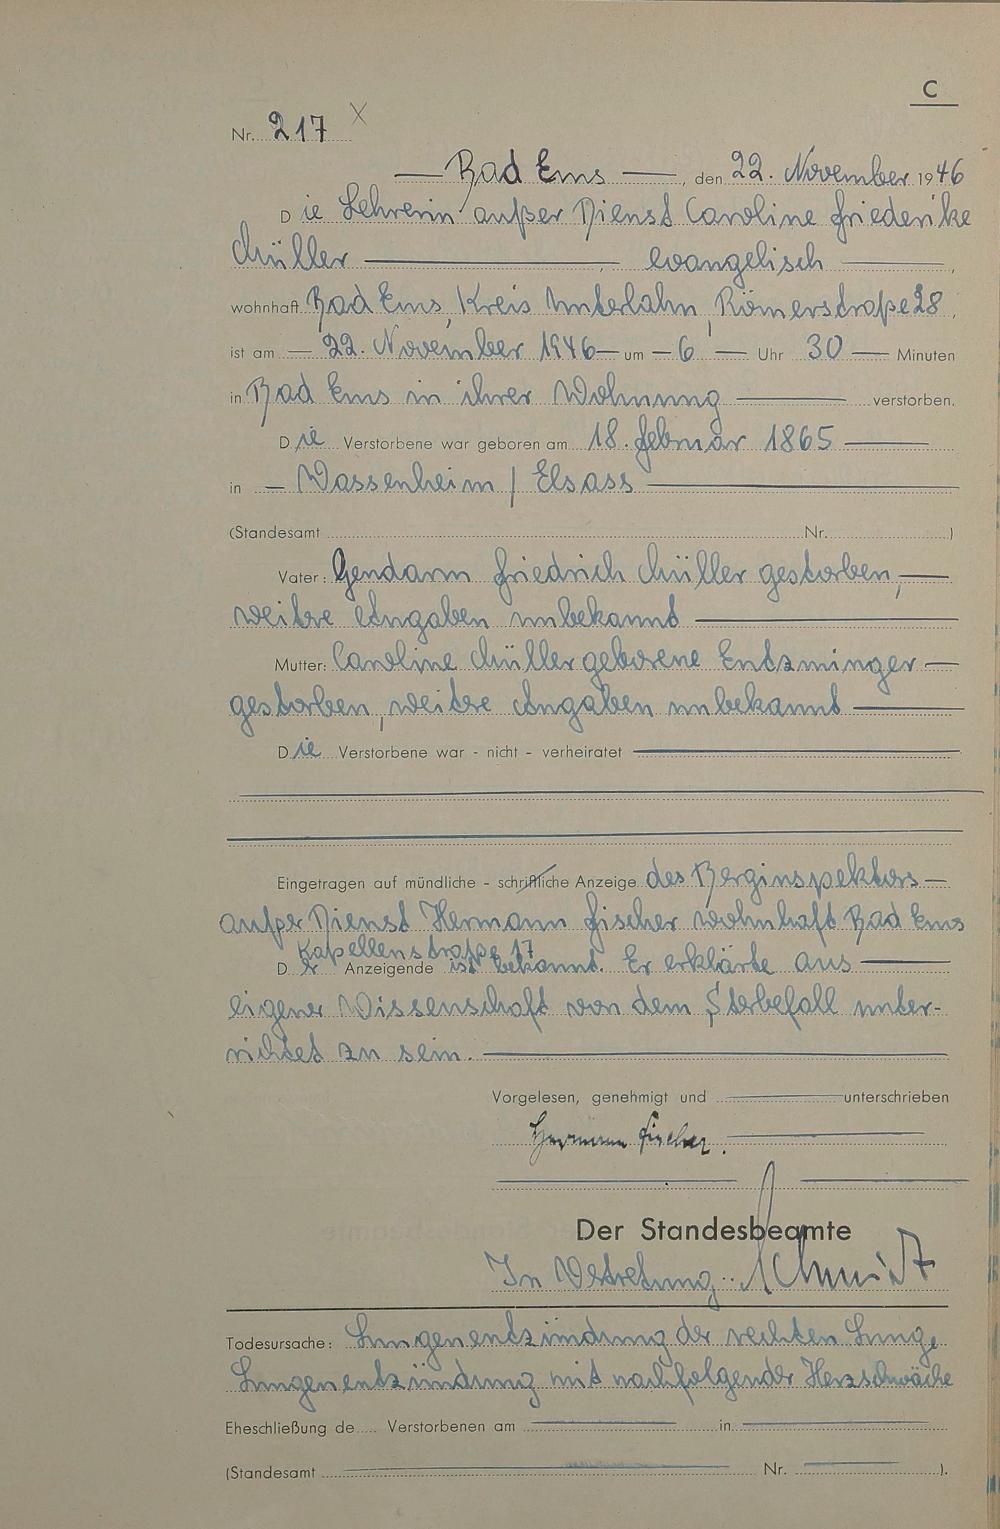 C
Nr. 217 X
— Bad Ems —, den 22. November 1946
Die Lehrerin außer Dienst Caroline Friederike
Müller — evangelisch —,
wohnhaft Bad Ems, Kreis Unterlahn, Römerstraße 28,
ist am — 22. November 1946 — um — 6 — Uhr 30 — Minuten
in Bad Ems in ihrer Wohnung — verstorben.
Die Verstorbene war geboren am 18. Februar 1865 —
in — Wassenheim / Elsass —
(Standesamt Nr. )
Vater: Gendarm Friedrich Müller gestorben, —
weitere Angaben unbekannt —
Mutter: Caroline Müller geborene Entzminger —
gestorben, weitere Angaben unbekannt —
Die Verstorbene war - nicht - verheiratet —
Eingetragen auf mündliche - schriftliche Anzeige des Berginspektors —
außer Dienst Hermann Fischer wohnhaft Bad Ems
Kapellenstraße 17
Der Anzeigende ist bekannt. Er erklärte aus —
eigener Wissenschaft von dem Sterbefall unter-
richtet zu sein. —
Vorgelesen, genehmigt und — unterschrieben
Hermann Fischer. —
Der Standesbeamte
In Vertretung: Schmidt
Todesursache: Lungenentzündung der rechten Lunge,
Lungenentzündung mit nachfolgender Herzschwäche
Eheschließung de Verstorbenen am — in —
(Standesamt — Nr. — ).